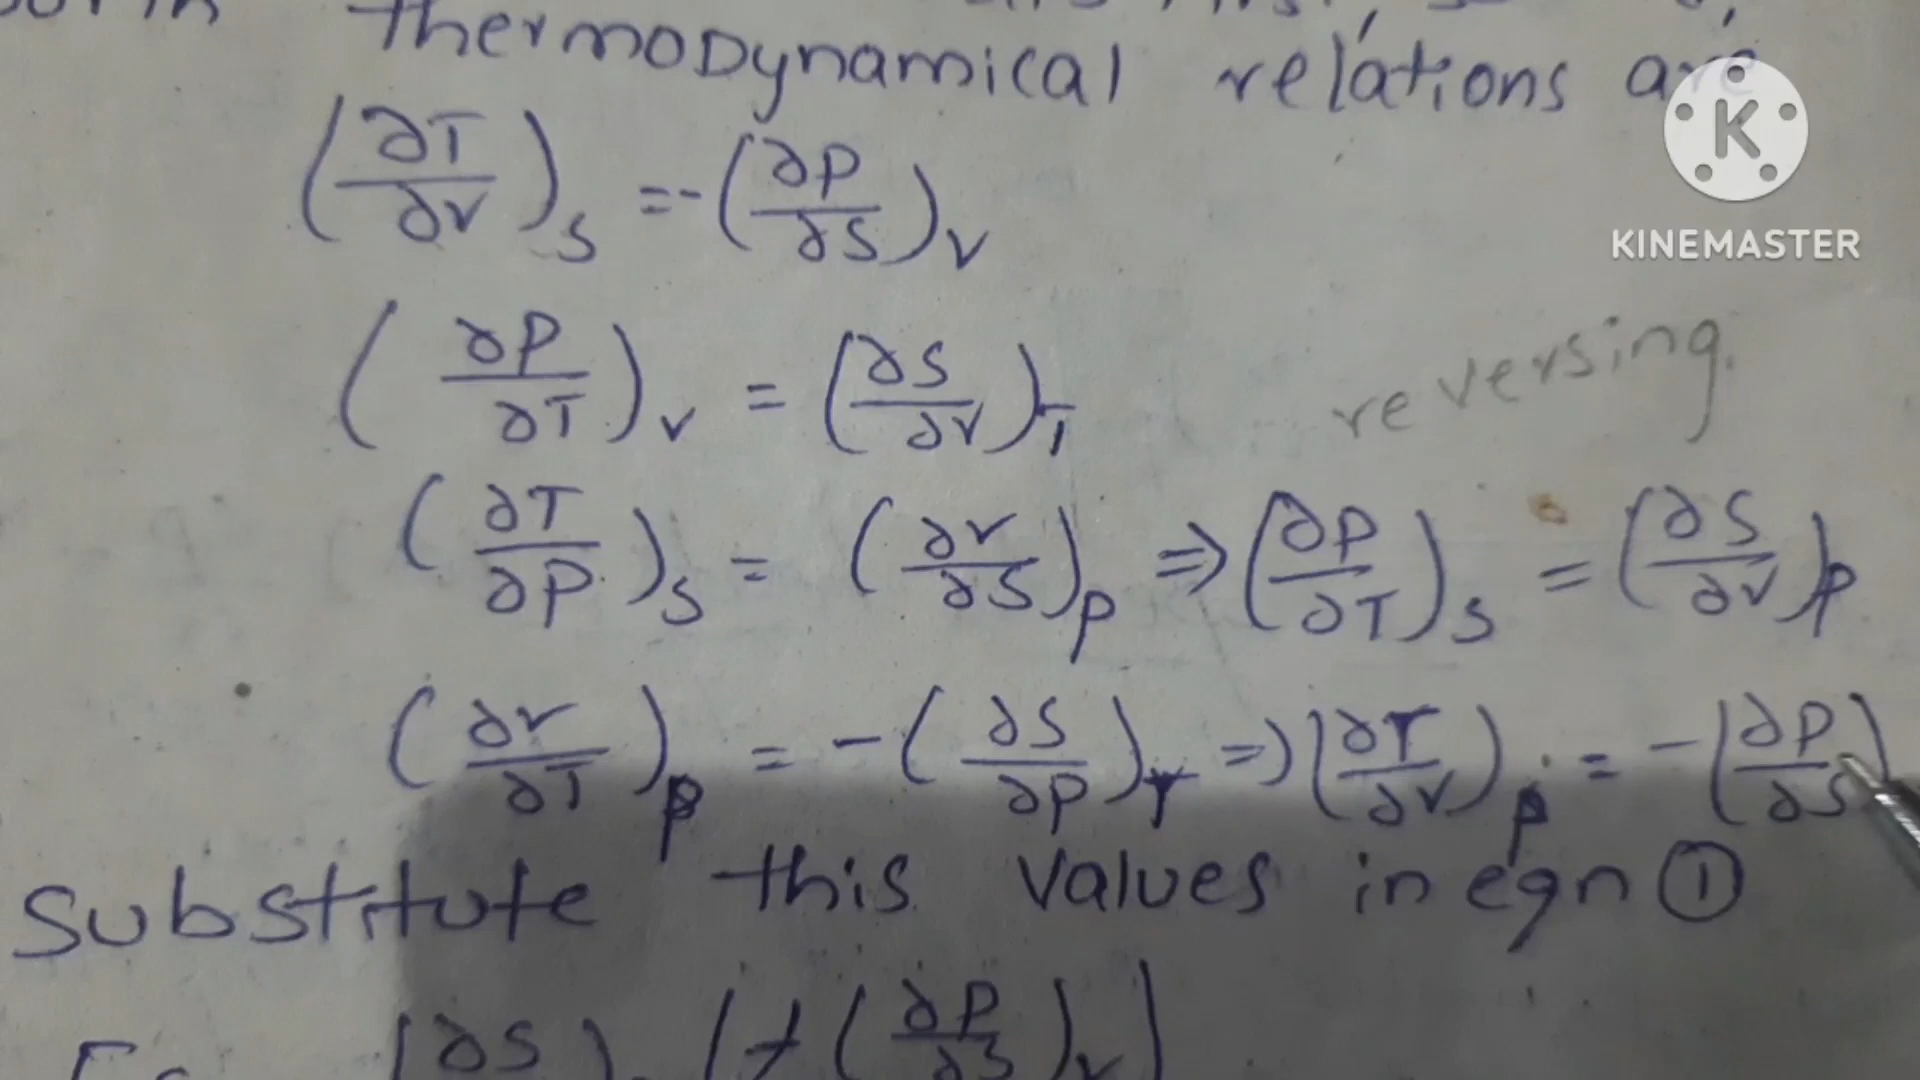 thermodynamical relations are
(∂T/∂V)S = -(∂P/∂S)V
KINEMASTER
(∂P/∂T)V = (∂S/∂V)T
reversing.
(∂T/∂P)S = (∂V/∂S)P ⇒ (∂P/∂T)S = (∂S/∂V)P
(∂V/∂T)P = -(∂S/∂P)T ⇒ (∂T/∂V)P = -(∂P/∂S)
Substitute this values in eqn ①
(∂P/∂S)V